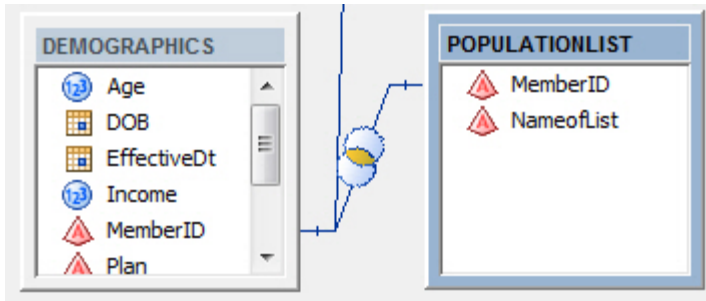 DEMOGRAPHICS
Age
DOB
EffectiveDt
Income
MemberID
Plan
POPULATIONLIST
MemberID
NameofList